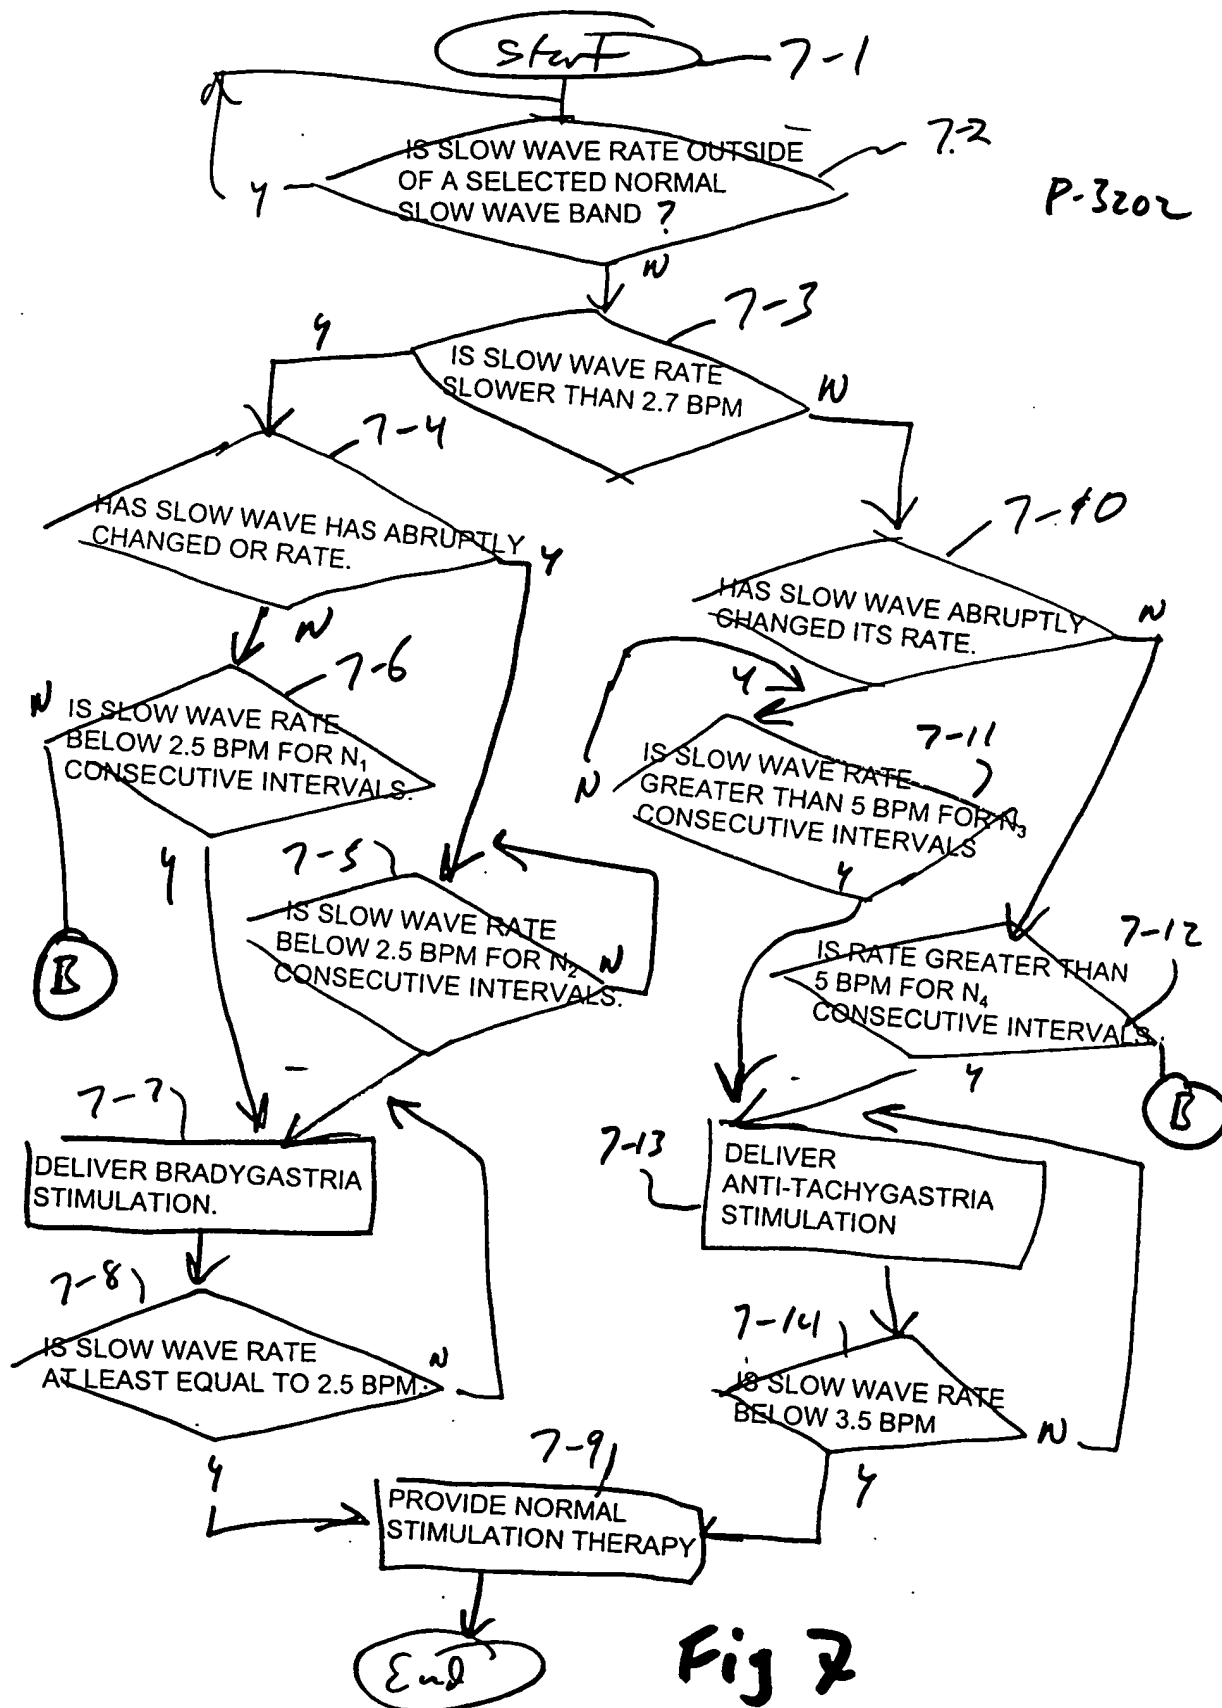 Start
7-1
IS SLOW WAVE RATE OUTSIDE
OF A SELECTED NORMAL
SLOW WAVE BAND ?
7-2
P-3202
Y
N
7-3
Y
IS SLOW WAVE RATE
SLOWER THAN 2.7 BPM
N
7-4
HAS SLOW WAVE HAS ABRUPTLY
CHANGED OR RATE.
Y
N
7-10
HAS SLOW WAVE ABRUPTLY
CHANGED ITS RATE.
N
Y
7-6
N
IS SLOW WAVE RATE
BELOW 2.5 BPM FOR N₁
CONSECUTIVE INTERVALS.
Y
B
7-11
IS SLOW WAVE RATE
GREATER THAN 5 BPM FOR N₃
CONSECUTIVE INTERVALS
N
Y
7-5
IS SLOW WAVE RATE
BELOW 2.5 BPM FOR N₂
CONSECUTIVE INTERVALS.
N
7-12
IS RATE GREATER THAN
5 BPM FOR N₄
CONSECUTIVE INTERVALS.
Y
B
7-7
DELIVER BRADYGASTRIA
STIMULATION.
7-13
DELIVER
ANTI-TACHYGASTRIA
STIMULATION
7-8
IS SLOW WAVE RATE
AT LEAST EQUAL TO 2.5 BPM.
N
Y
7-14
IS SLOW WAVE RATE
BELOW 3.5 BPM
N
Y
7-9
PROVIDE NORMAL
STIMULATION THERAPY
End
Fig 7